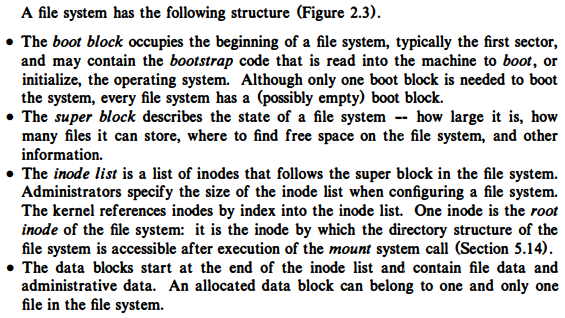 A file system has the following structure (Figure 2.3).
• The boot block occupies the beginning of a file system, typically the first sector,
and may contain the bootstrap code that is read into the machine to boot, or
initialize, the operating system. Although only one boot block is needed to boot
the system, every file system has a (possibly empty) boot block.
• The super block describes the state of a file system -- how large it is, how
many files it can store, where to find free space on the file system, and other
information.
• The inode list is a list of inodes that follows the super block in the file system.
Administrators specify the size of the inode list when configuring a file system.
The kernel references inodes by index into the inode list. One inode is the root
inode of the file system: it is the inode by which the directory structure of the
file system is accessible after execution of the mount system call (Section 5.14).
• The data blocks start at the end of the inode list and contain file data and
administrative data. An allocated data block can belong to one and only one
file in the file system.